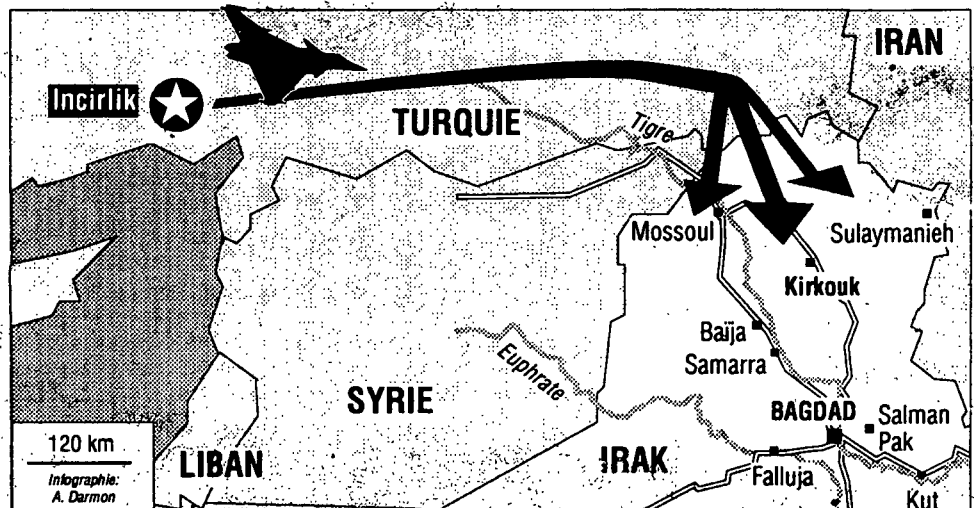 IRAN
Incirlik
TURQUIE
Tigre
Mossoul
Sulaymanieh
Kirkouk
Baïja
Samarra
Euphrate
SYRIE
BAGDAD
Salman
Pak
120 km
LIBAN
IRAK
Falluja
Infographie:
A. Darmon
Kut